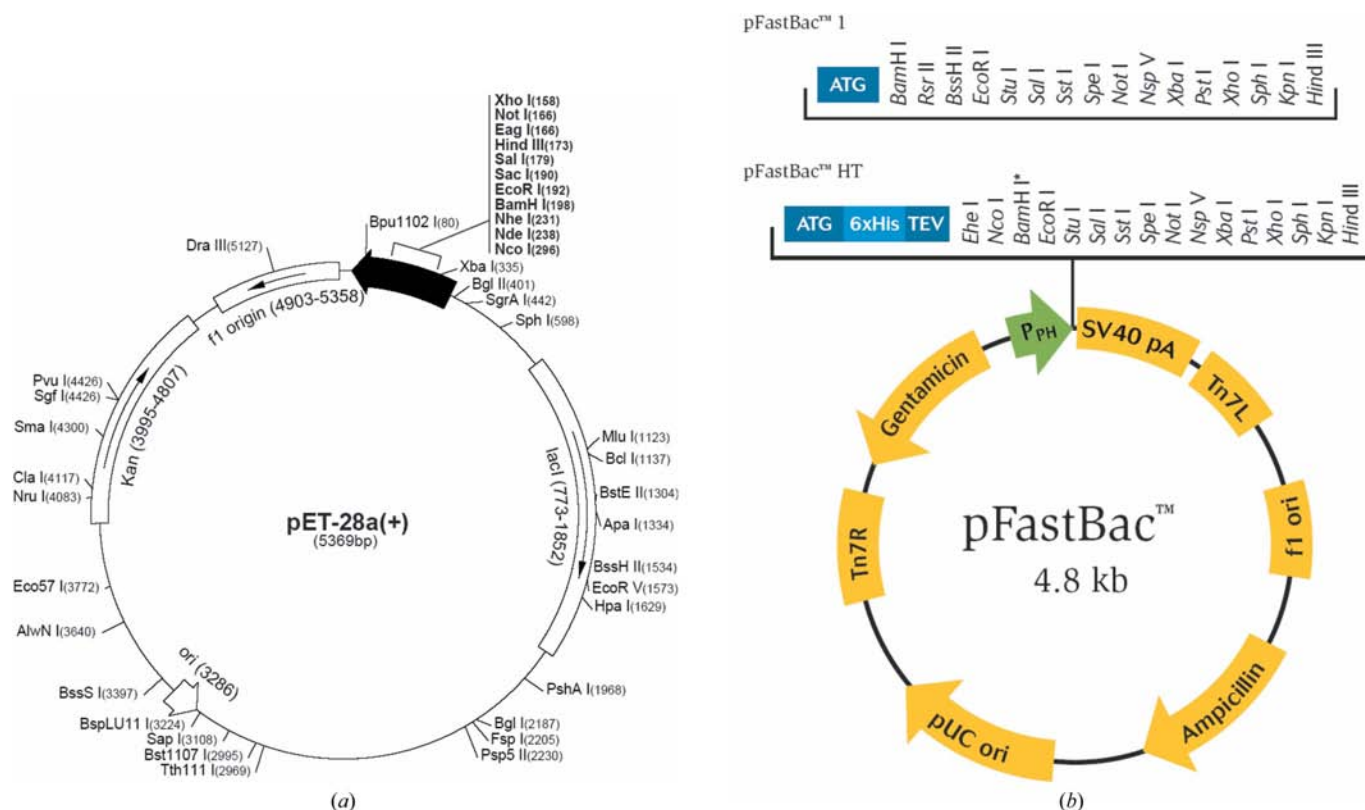 Xho I(158)
Not I(166)
Eag I(166)
Hind III(173)
Sal I(179)
Sac I(190)
EcoR I(192)
BamH I(198)
Nhe I(231)
Nde I(238)
Nco I(296)
Bpu1102 I(80)
Dra III(5127)
Xba I(335)
Bgl II(401)
SgrA I(442)
Sph I(598)
f1 origin (4903-5358)
Pvu I(4426)
Sgf I(4426)
Sma I(4300)
Kan (3995-4807)
Cla I(4117)
Nru I(4083)
Mlu I(1123)
Bcl I(1137)
lacI (773-1852)
BstE II(1304)
Apa I(1334)
BssH II(1534)
EcoR V(1573)
Hpa I(1629)
pET-28a(+)
(5369bp)
Eco57 I(3772)
AlwN I(3640)
ori (3286)
BssS I(3397)
BspLU11 I(3224)
Sap I(3108)
Bst1107 I(2995)
Tth111 I(2969)
PshA I(1968)
Bgl I(2187)
Fsp I(2205)
Psp5 II(2230)
(a)
pFastBac™ 1
ATG
BamH I
Rsr II
BssH II
EcoR I
Stu I
Sal I
Sst I
Spe I
Not I
Nsp V
Xba I
Pst I
Xho I
Sph I
Kpn I
Hind III
pFastBac™ HT
ATG 6xHis TEV
Ehe I
Nco I
BamH I*
EcoR I
Stu I
Sal I
Sst I
Spe I
Not I
Nsp V
Xba I
Pst I
Xho I
Sph I
Kpn I
Hind III
PPH
SV40 pA
Tn7L
f1 ori
Ampicillin
pUC ori
Tn7R
Gentamicin
pFastBac™
4.8 kb
(b)